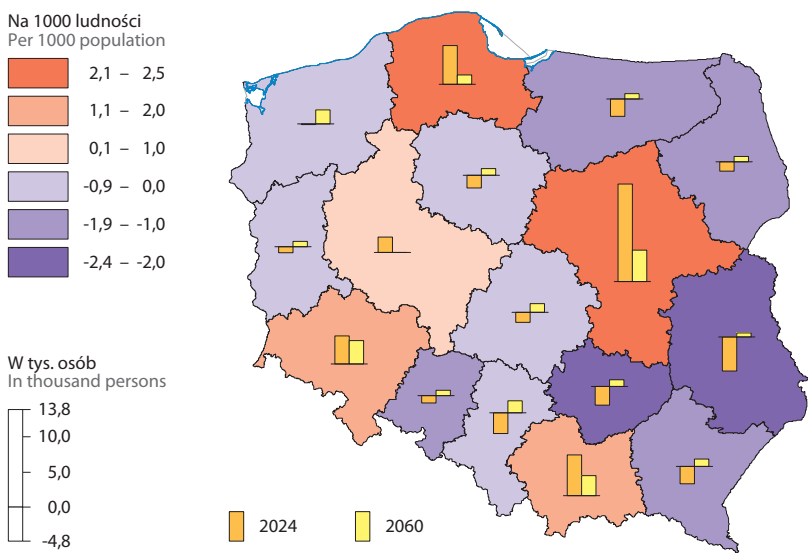 Na 1000 ludności
Per 1000 population
2,1 – 2,5
1,1 – 2,0
0,1 – 1,0
-0,9 – 0,0
-1,9 – -1,0
-2,4 – -2,0
W tys. osób
In thousand persons
13,8
10,0
5,0
0,0
-4,8
2024
2060